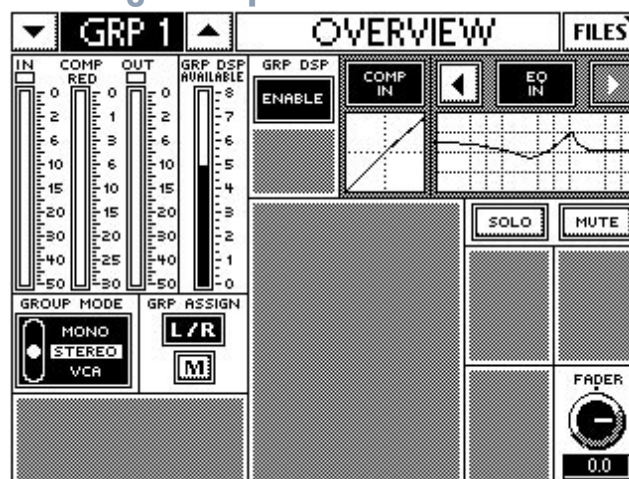 GRP 1 OVERVIEW FILES
IN COMP RED OUT GRP DSP AVAILABLE GRP DSP
ENABLE COMP IN EQ IN
0 0 0 8
2 1 2 7
6 3 6 6
10 6 10 5
15 10 15 4
20 15 20 3
30 20 30 2
40 25 40 1
50 30 50 0
SOLO MUTE
GROUP MODE GRP ASSIGN
MONO L/R
STEREO
VCA M
FADER
0.0